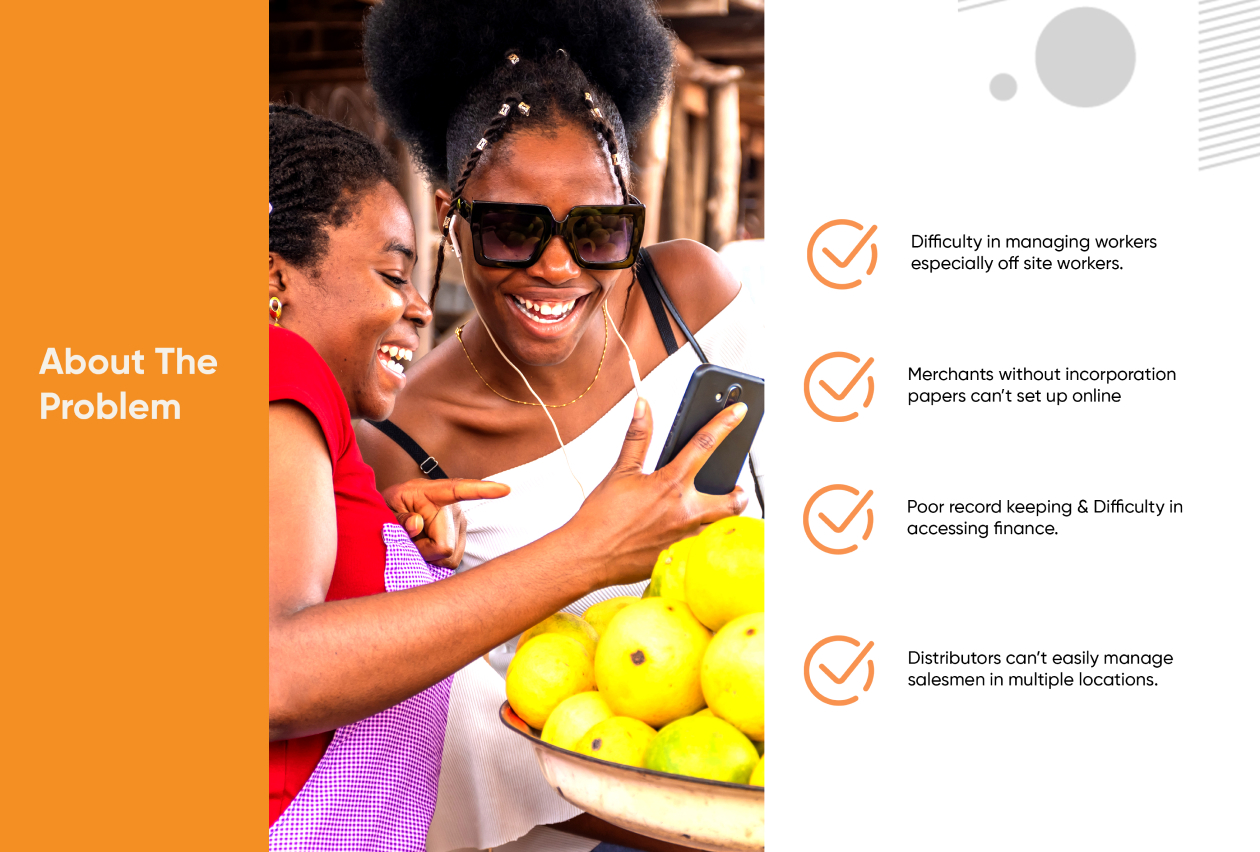 About The
Problem
Difficulty in managing workers
especially off site workers.
Merchants without incorporation
papers can’t set up online
Poor record keeping & Difficulty in
accessing finance.
Distributors can’t easily manage
salesmen in multiple locations.